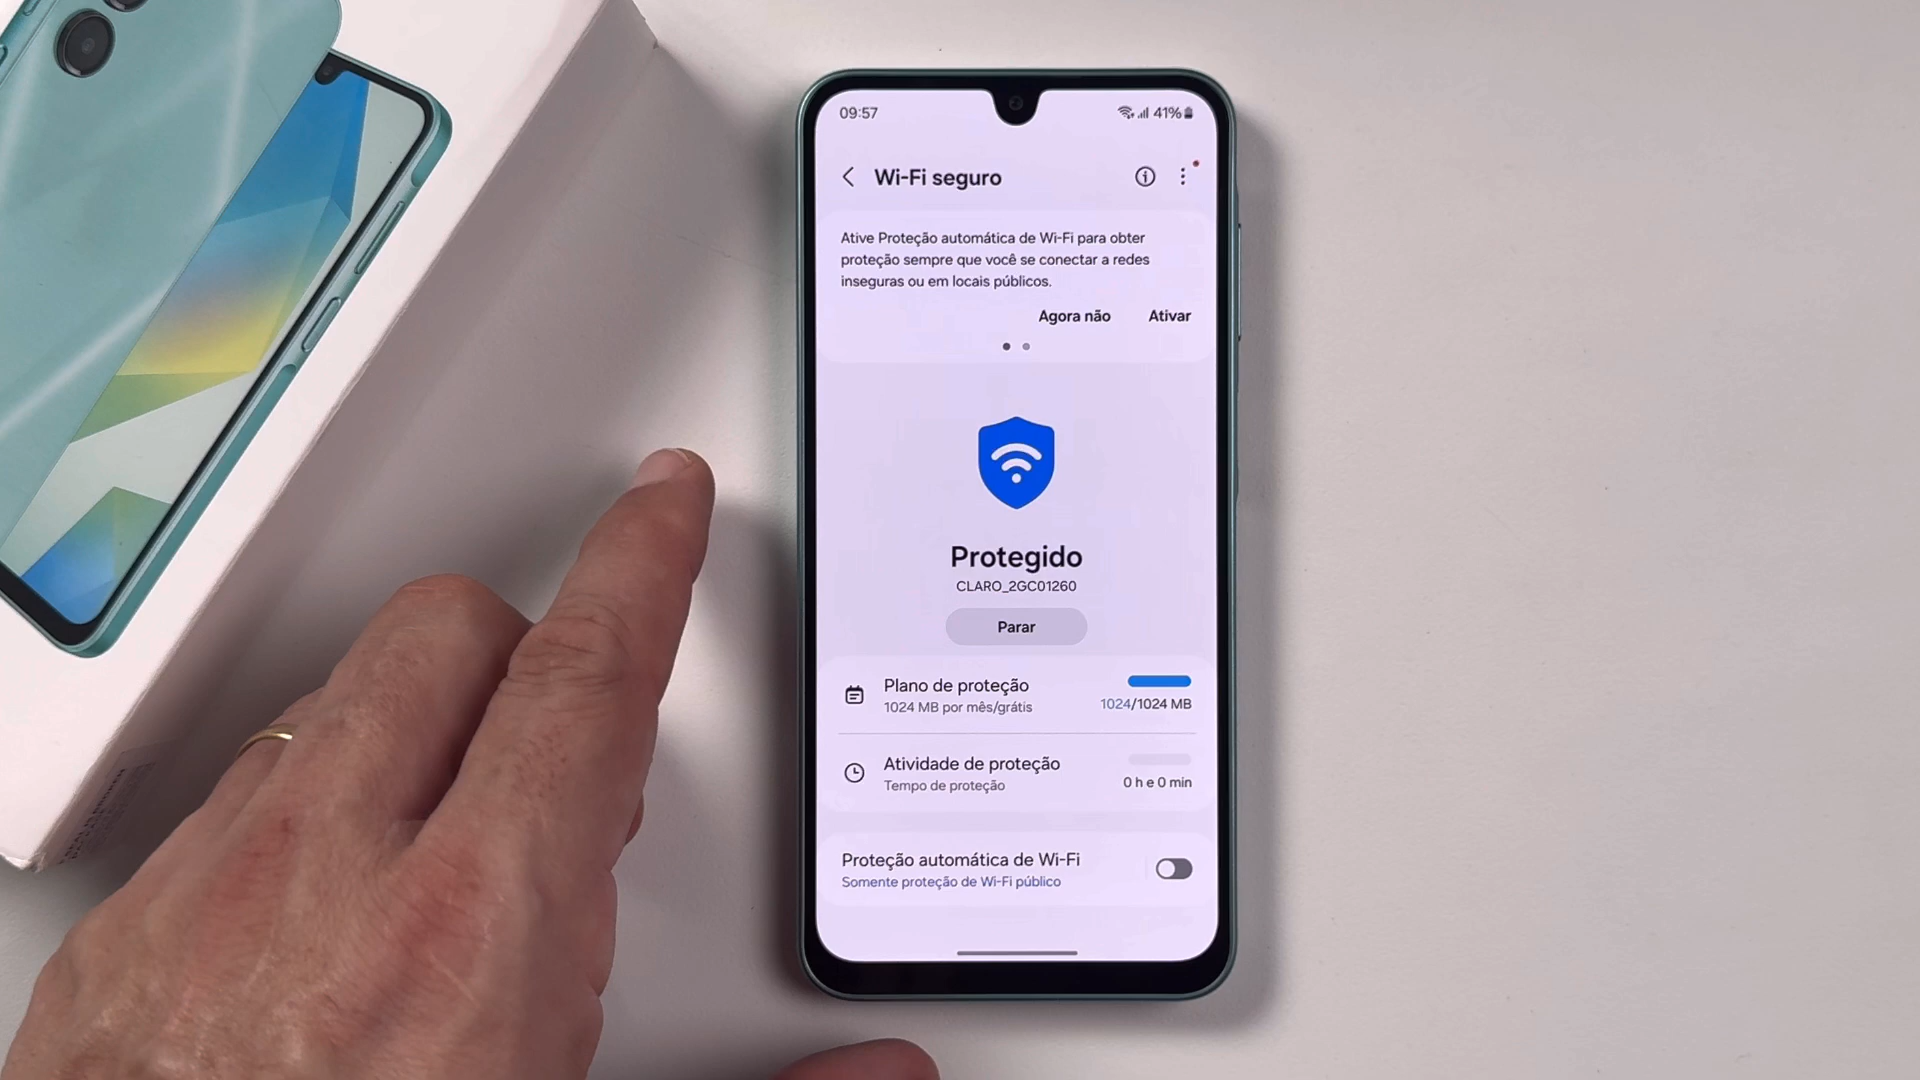 09:57
41%
Wi-Fi seguro
Ative Proteção automática de Wi-Fi para obter
proteção sempre que você se conectar a redes
inseguras ou em locais públicos.
Agora não
Ativar
Protegido
CLARO_2GC01260
Parar
Plano de proteção
1024 MB por mês/grátis
1024/1024 MB
Atividade de proteção
Tempo de proteção
0 h e 0 min
Proteção automática de Wi-Fi
Somente proteção de Wi-Fi público